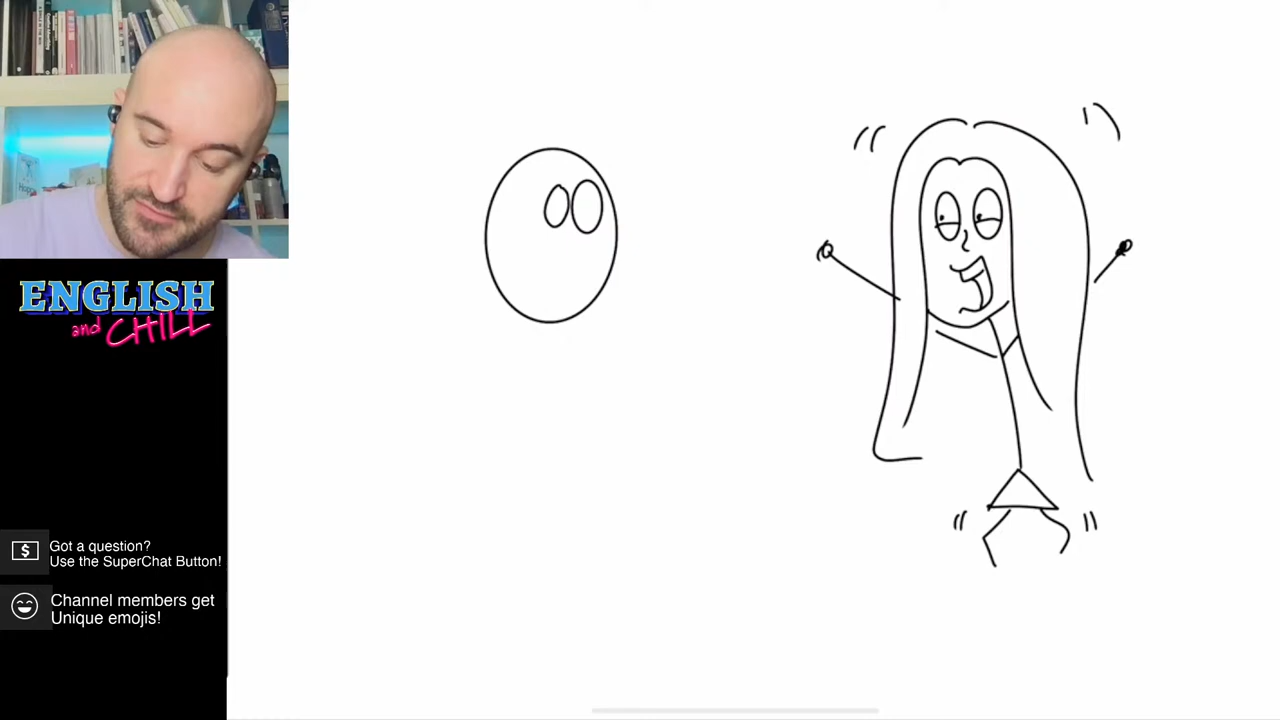 ENGLISH
and CHILL
$ Got a question?
Use the SuperChat Button!
Channel members get
Unique emojis!